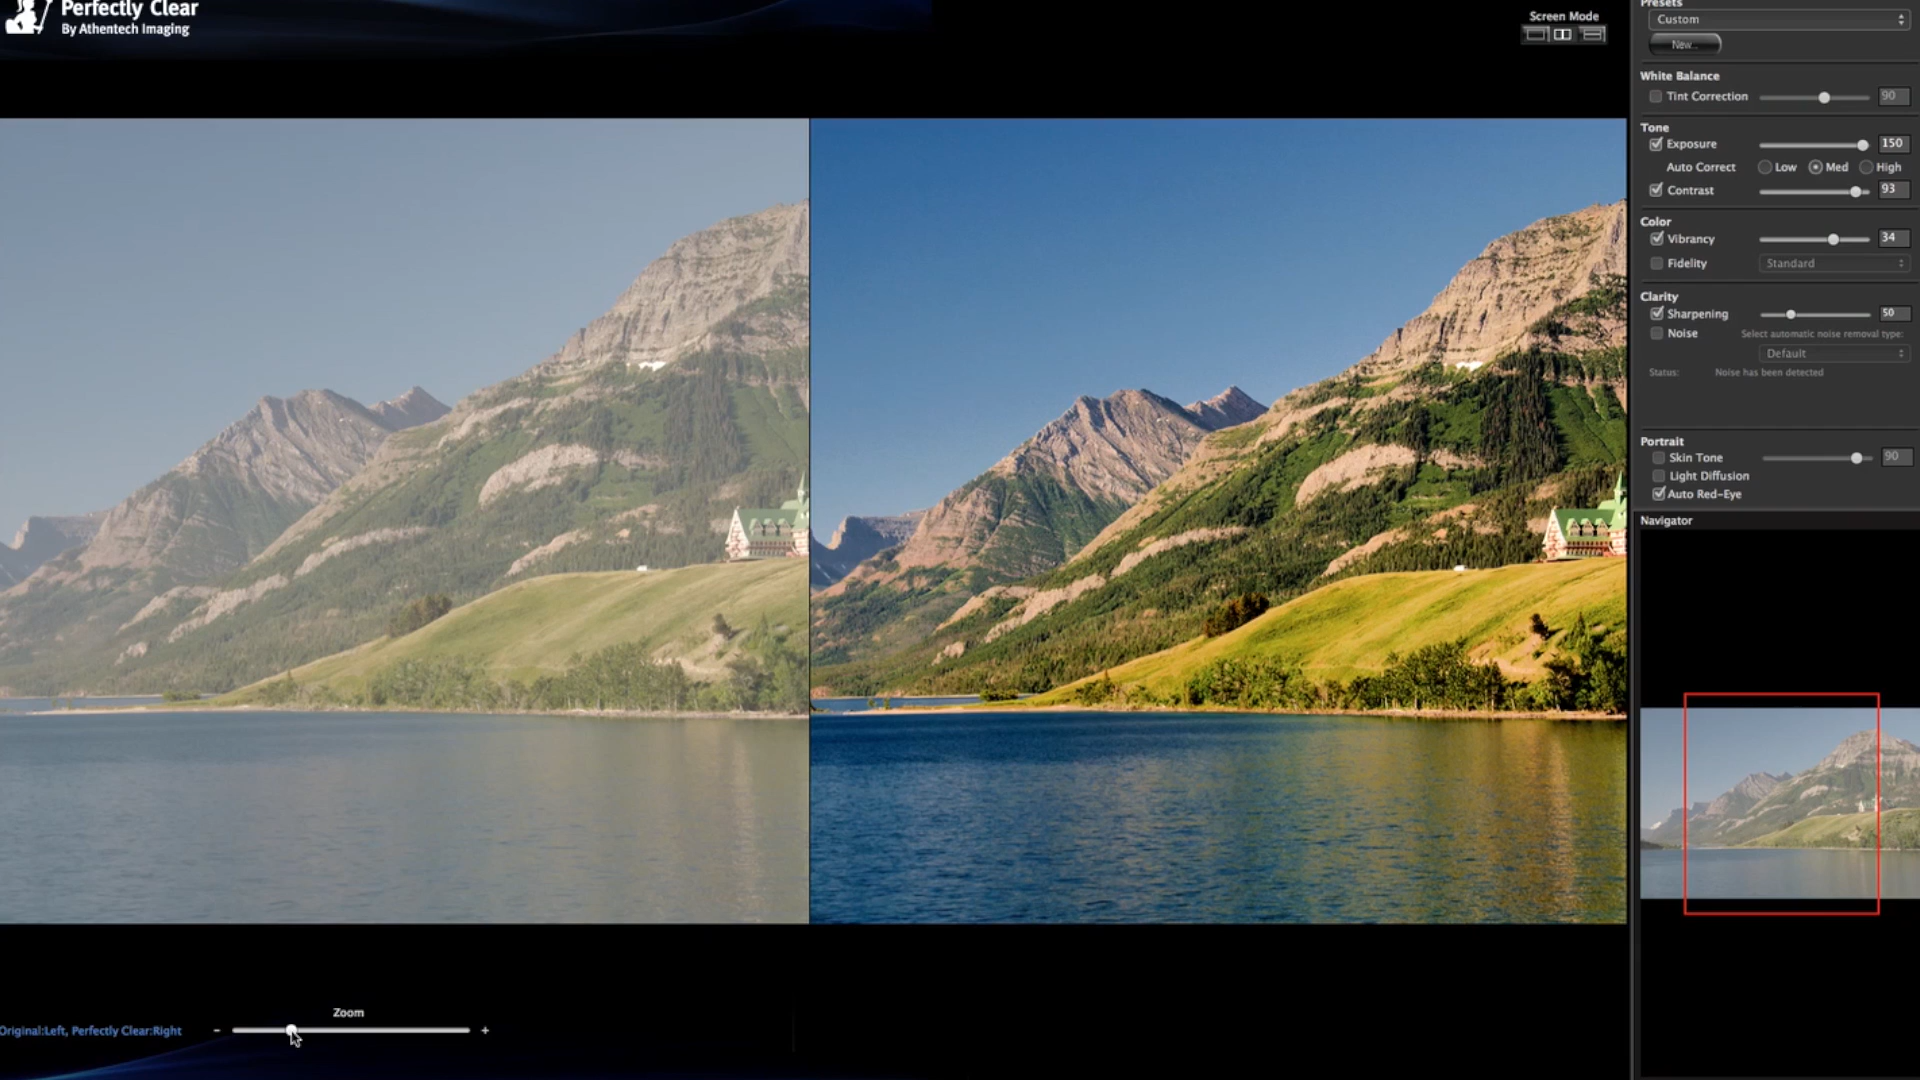 Perfectly Clear
By Athentech Imaging
Screen Mode
Presets
Custom
New..
White Balance
Tint Correction 90
Tone
Exposure 150
Auto Correct Low Med High
Contrast 93
Color
Vibrancy 34
Fidelity Standard
Clarity
Sharpening 50
Noise Select automatic noise removal type:
Default
Status: Noise has been detected
Portrait
Skin Tone 90
Light Diffusion
Auto Red-Eye
Navigator
Zoom
Original:Left, Perfectly Clear:Right - +